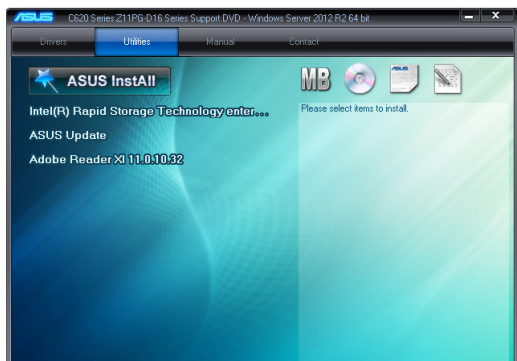 ASUS C620 Series Z11PG-D16 Series Support DVD - Windows Server 2012 R2 64 bit
Drivers Utilities Manual Contact
ASUS InstAll
MB
Please select items to install.
Intel(R) Rapid Storage Technology enter...
ASUS Update
Adobe Reader XI 11.0.10.32